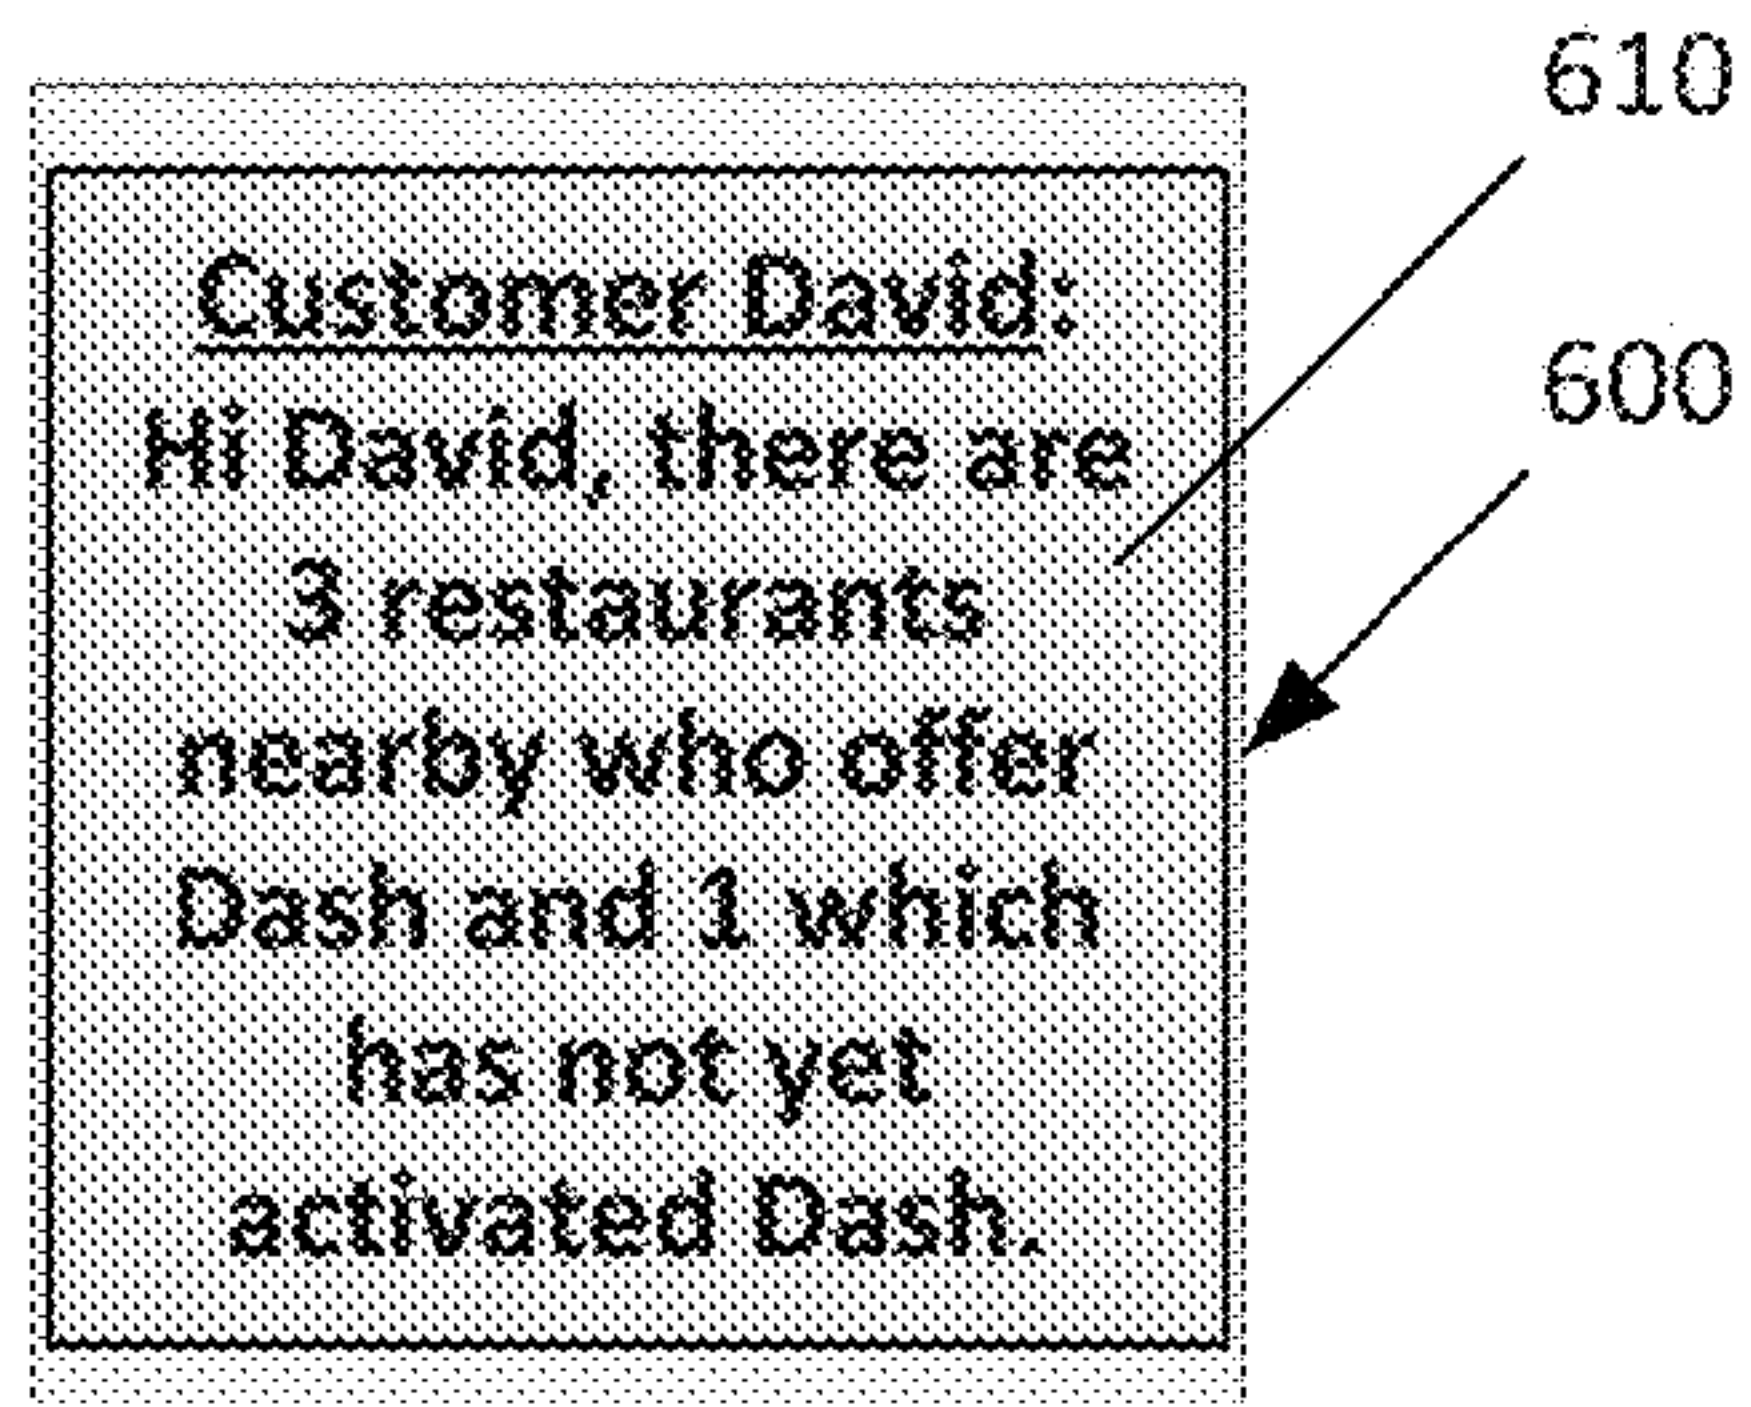 610
Customer David:
Hi David, there are
600
3 restaurants
nearby who offer
Dash and 1 which
has not yet
activated Dash.